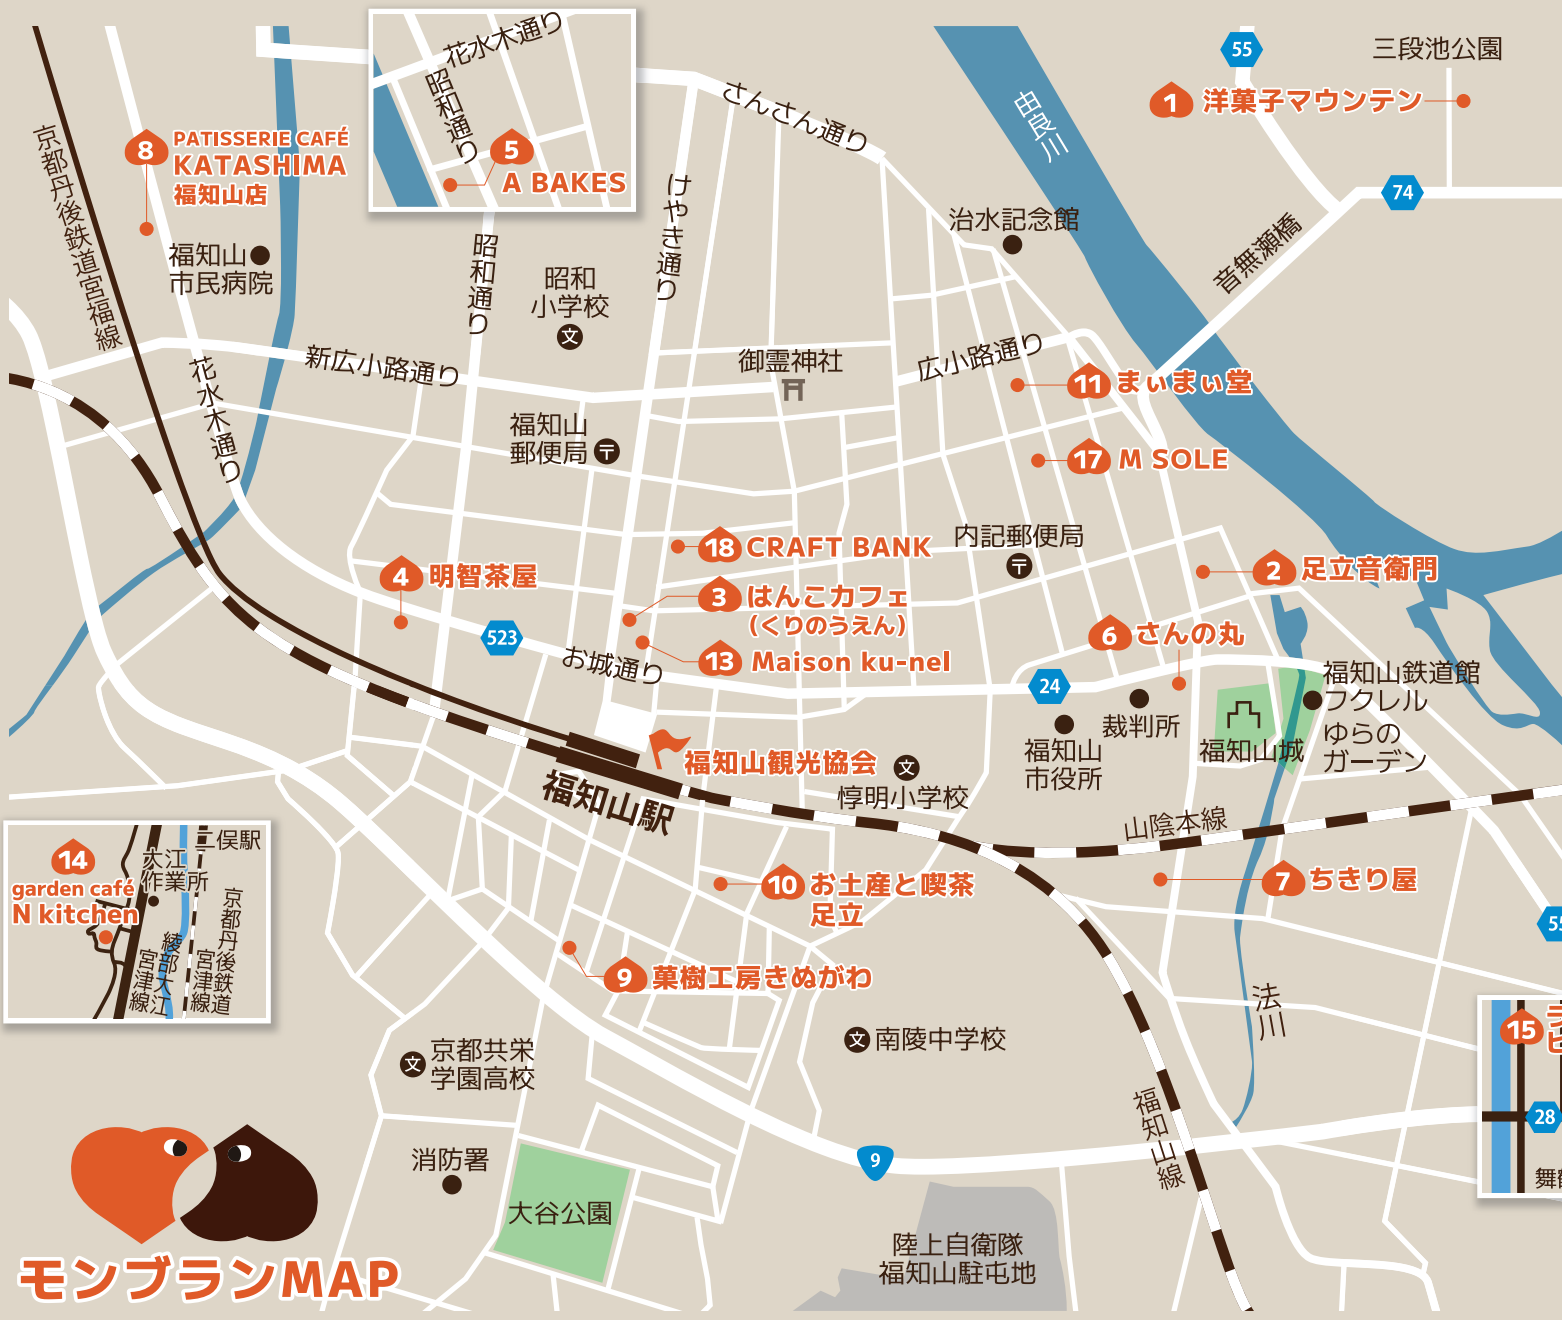 花水木通り
昭和通り
5
A BAKES
55
三段池公園
1
洋菓子マウンテン
さんさん通り
由良川
京都丹後鉄道宮福線
8
PATISSERIE CAFÉ
KATASHIMA
福知山店
74
けやき通り
治水記念館
音無瀬橋
福知山
市民病院
昭和通り
昭和
小学校
文
新広小路通り
花水木通り
御霊神社
広小路通り
11
まぃまぃ堂
福知山
郵便局
〒
17
M SOLE
18
CRAFT BANK
内記郵便局
〒
4
明智茶屋
3
はんこカフェ
(くりのうえん)
2
足立音衛門
523
お城通り
13
Maison ku-nel
6
さんの丸
24
福知山鉄道館
フクレル
裁判所
福知山
市役所
福知山城
ゆらの
ガーデン
福知山観光協会
福知山駅
文
惇明小学校
山陰本線
14
garden café
N kitchen
二俣駅
大江
作業所
京都丹後鉄道
宮津線
綾部大江
宮津線
10
お土産と喫茶
足立
7
ちきり屋
55
9
菓樹工房きぬがわ
法川
文
南陵中学校
15
文
京都共栄
学園高校
福知山線
28
消防署
9
舞鶴
大谷公園
陸上自衛隊
福知山駐屯地
モンブランMAP